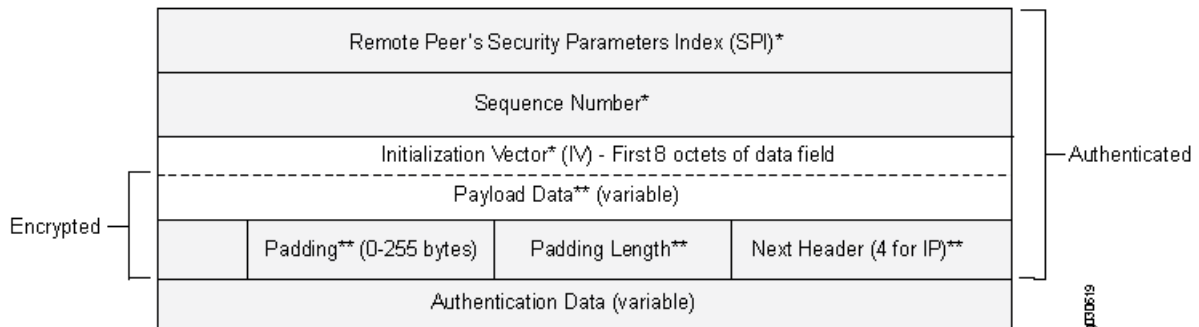 Remote Peer's Security Parameters Index (SPI)*
Sequence Number*
Initialization Vector* (IV) - First 8 octets of data field
Authenticated
Payload Data** (variable)
Encrypted
Padding** (0-255 bytes)
Padding Length**
Next Header (4 for IP)**
Authentication Data (variable)
g030619